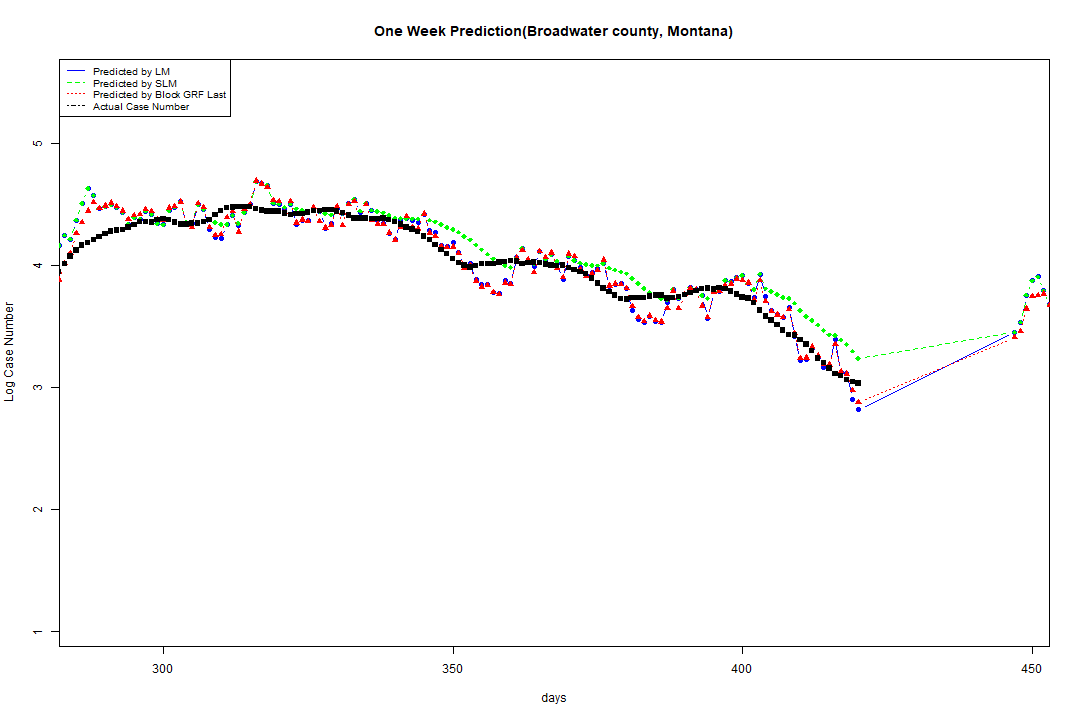 One Week Prediction(Broadwater county, Montana)
Predicted by LM
Predicted by SLM
Predicted by Block GRF Last
Actual Case Number
5
4
3
2
1
Log Case Number
300 350 400 450
days